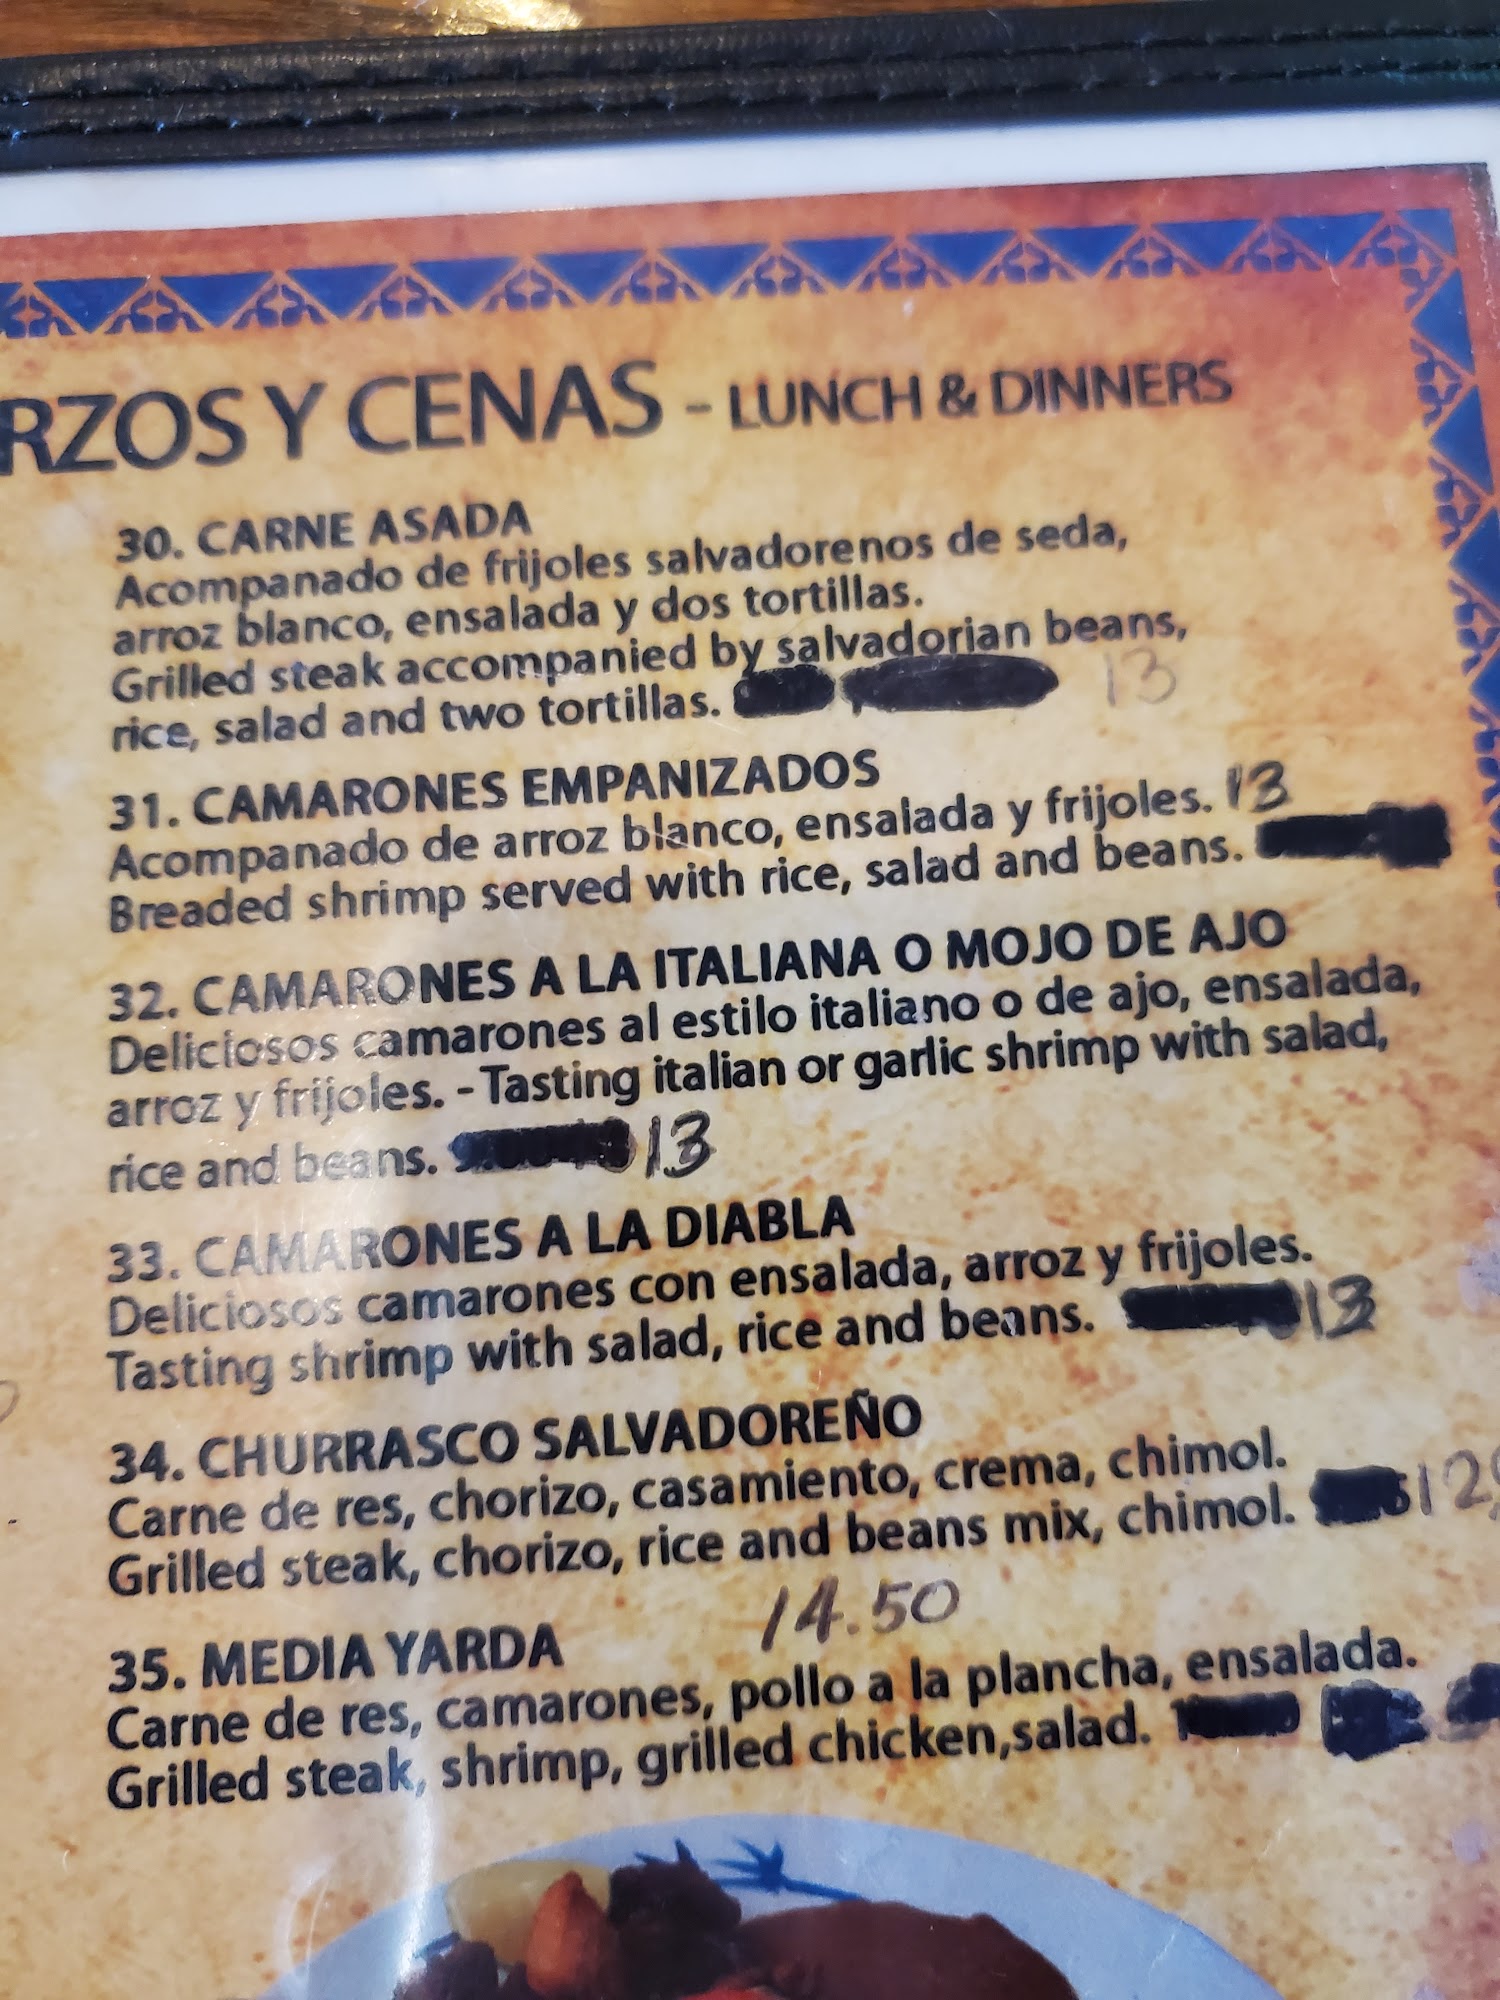 RZOS Y CENAS - LUNCH & DINNERS
30. CARNE ASADA
Acompanado de frijoles salvadorenos de seda,
arroz blanco, ensalada y dos tortillas.
Grilled steak accompanied by salvadorian beans,
rice, salad and two tortillas. 13
31. CAMARONES EMPANIZADOS
Acompanado de arroz blanco, ensalada y frijoles. 13
Breaded shrimp served with rice, salad and beans.
32. CAMARONES A LA ITALIANA O MOJO DE AJO
Deliciosos camarones al estilo italiano o de ajo, ensalada,
arroz y frijoles. - Tasting italian or garlic shrimp with salad,
rice and beans. 13
33. CAMARONES A LA DIABLA
Deliciosos camarones con ensalada, arroz y frijoles.
Tasting shrimp with salad, rice and beans. 13
34. CHURRASCO SALVADOREÑO
Carne de res, chorizo, casamiento, crema, chimol.
Grilled steak, chorizo, rice and beans mix, chimol. 12
35. MEDIA YARDA 14.50
Carne de res, camarones, pollo a la plancha, ensalada.
Grilled steak, shrimp, grilled chicken,salad.